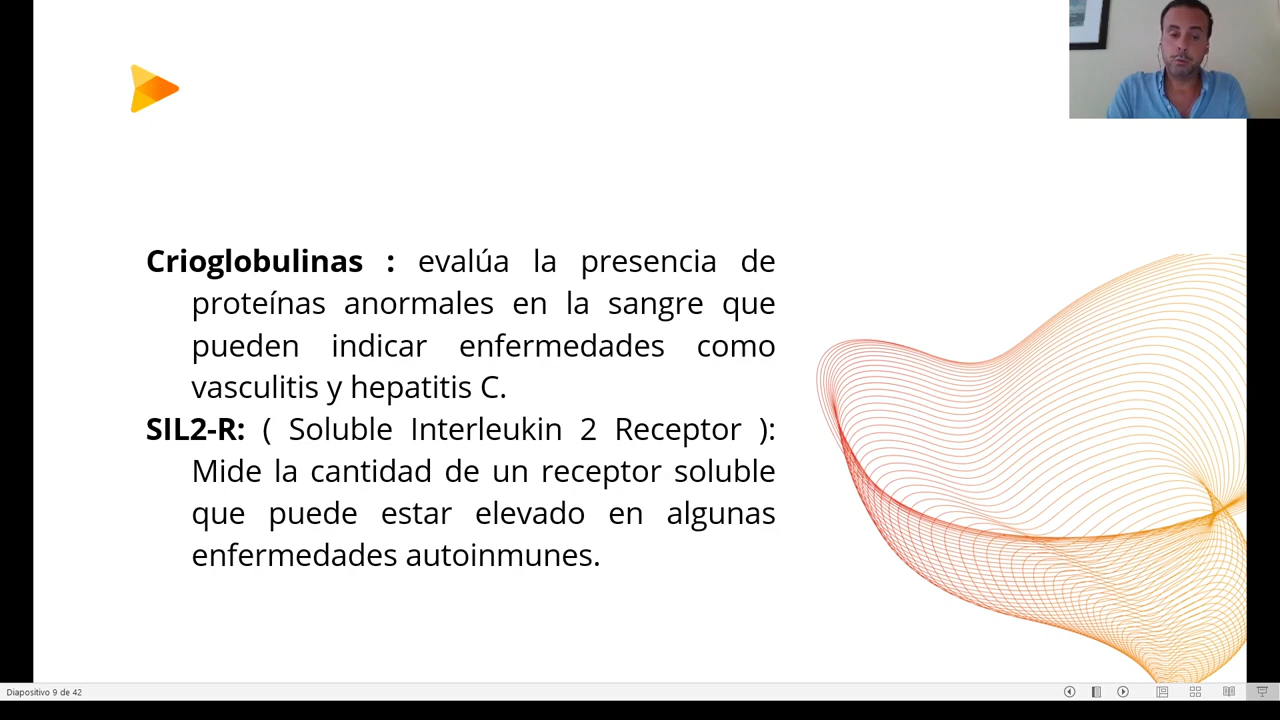 Crioglobulinas : evalúa la presencia de
proteínas anormales en la sangre que
pueden indicar enfermedades como
vasculitis y hepatitis C.
SIL2-R: ( Soluble Interleukin 2 Receptor ):
Mide la cantidad de un receptor soluble
que puede estar elevado en algunas
enfermedades autoinmunes.
Diapositivo 9 de 42